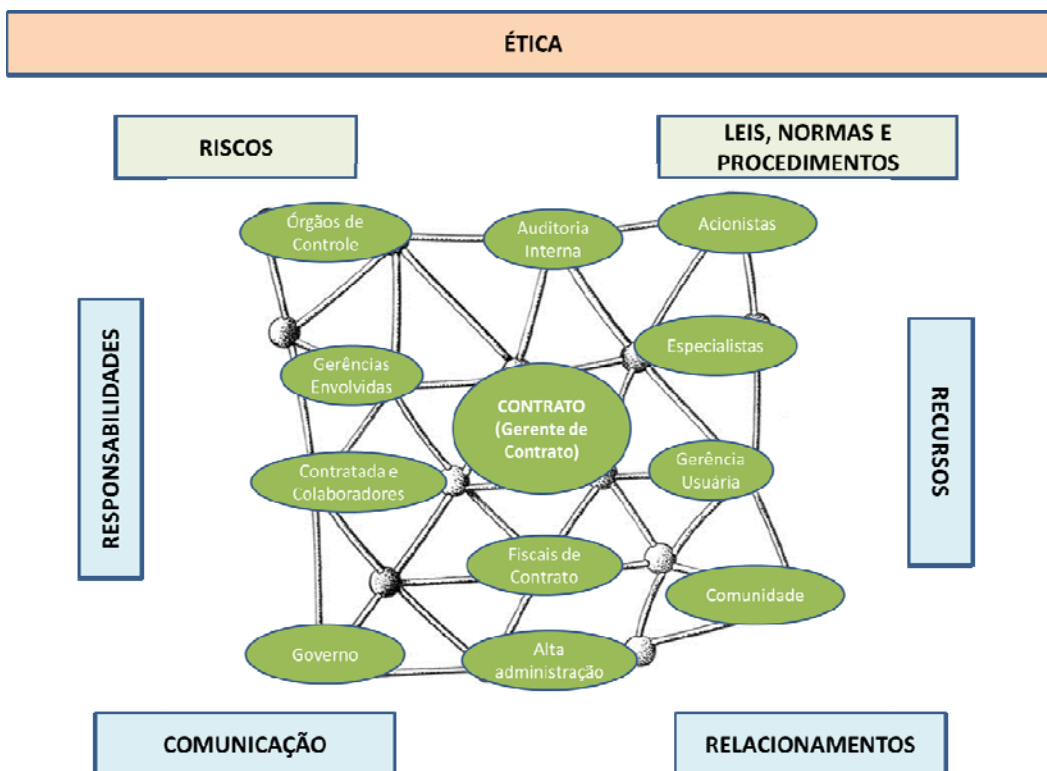 ÉTICA
RISCOS
LEIS, NORMAS E
PROCEDIMENTOS
Órgãos de
Controle
Auditoria
Interna
Acionistas
RESPONSABILIDADES
Gerências
Envolvidas
Especialistas
RECURSOS
CONTRATO
(Gerente de
Contrato)
Contratada e
Colaboradores
Gerência
Usuária
Fiscais de
Contrato
Comunidade
Governo
Alta
administração
COMUNICAÇÃO
RELACIONAMENTOS